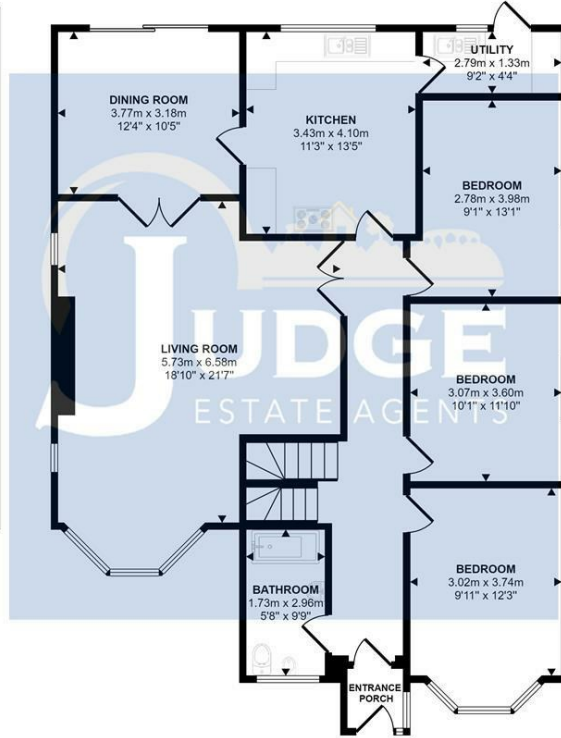 UTILITY
2.79m x 1.33m
9'2" x 4'4"
DINING ROOM
3.77m x 3.18m
12'4" x 10'5"
KITCHEN
3.43m x 4.10m
11'3" x 13'5"
BEDROOM
2.78m x 3.98m
9'1" x 13'1"
LIVING ROOM
5.73m x 6.58m
18'10" x 21'7"
JUDGE
ESTATE AGENTS
BEDROOM
3.07m x 3.60m
10'1" x 11'10"
BEDROOM
3.02m x 3.74m
9'11" x 12'3"
BATHROOM
1.73m x 2.96m
5'8" x 9'9"
ENTRANCE
PORCH